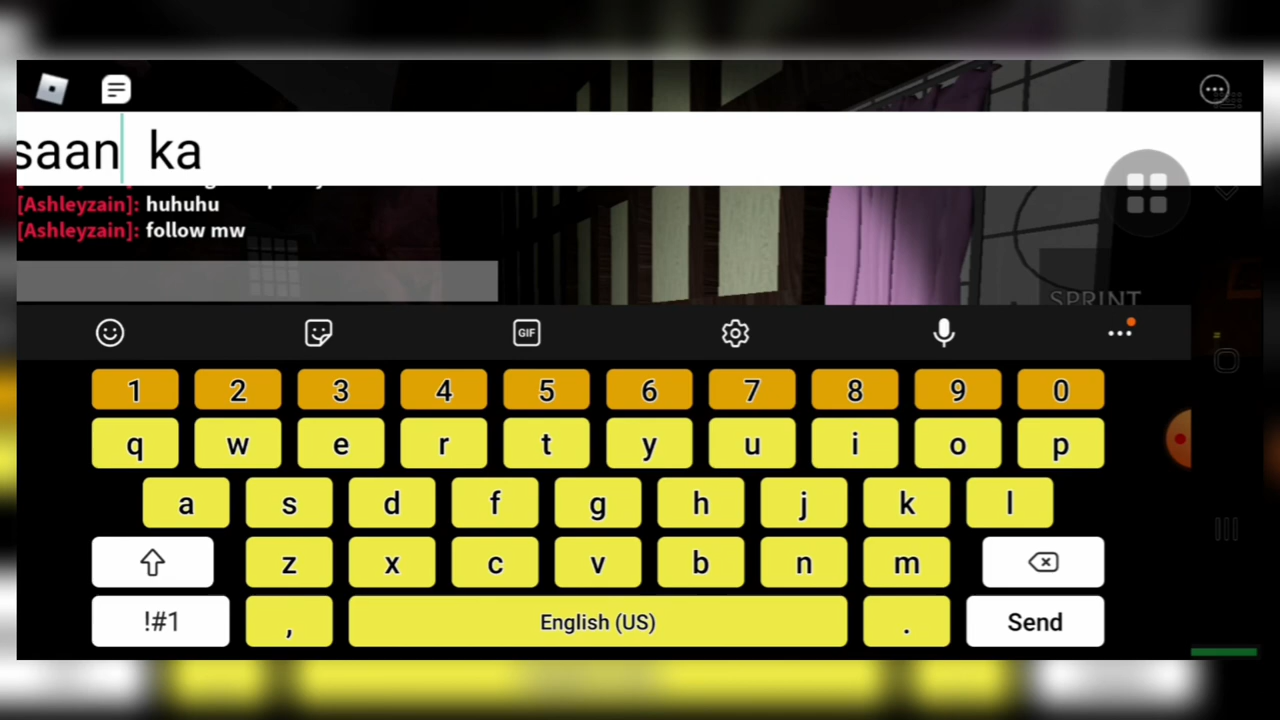 saan ka
[Ashleyzain]: huhuhu
[Ashleyzain]: follow mw
SPRINT
GIF
1 2 3 4 5 6 7 8 9 0
q w e r t y u i o p
a s d f g h j k l
z x c v b n m
!#1 , English (US) . Send